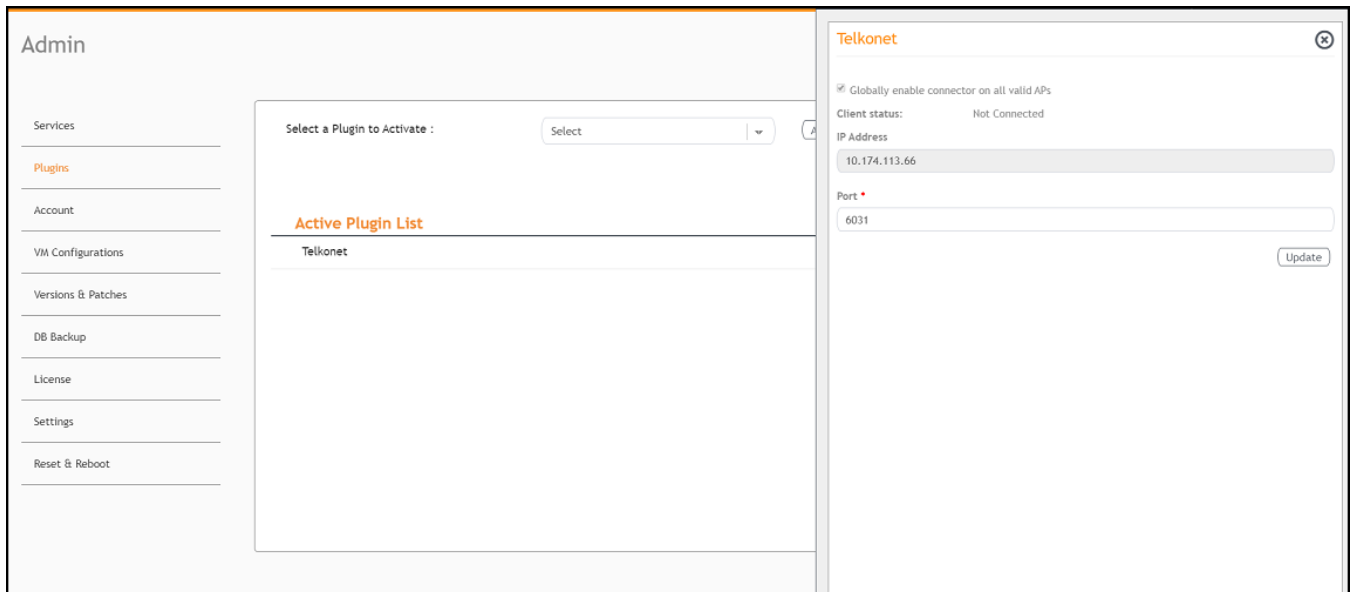 Admin
Services
Plugins
Account
VM Configurations
Versions & Patches
DB Backup
License
Settings
Reset & Reboot
Select a Plugin to Activate :
Select
Active Plugin List
Telkonet
Telkonet
Globally enable connector on all valid APs
Client status: Not Connected
IP Address
10.174.113.66
Port *
6031
Update